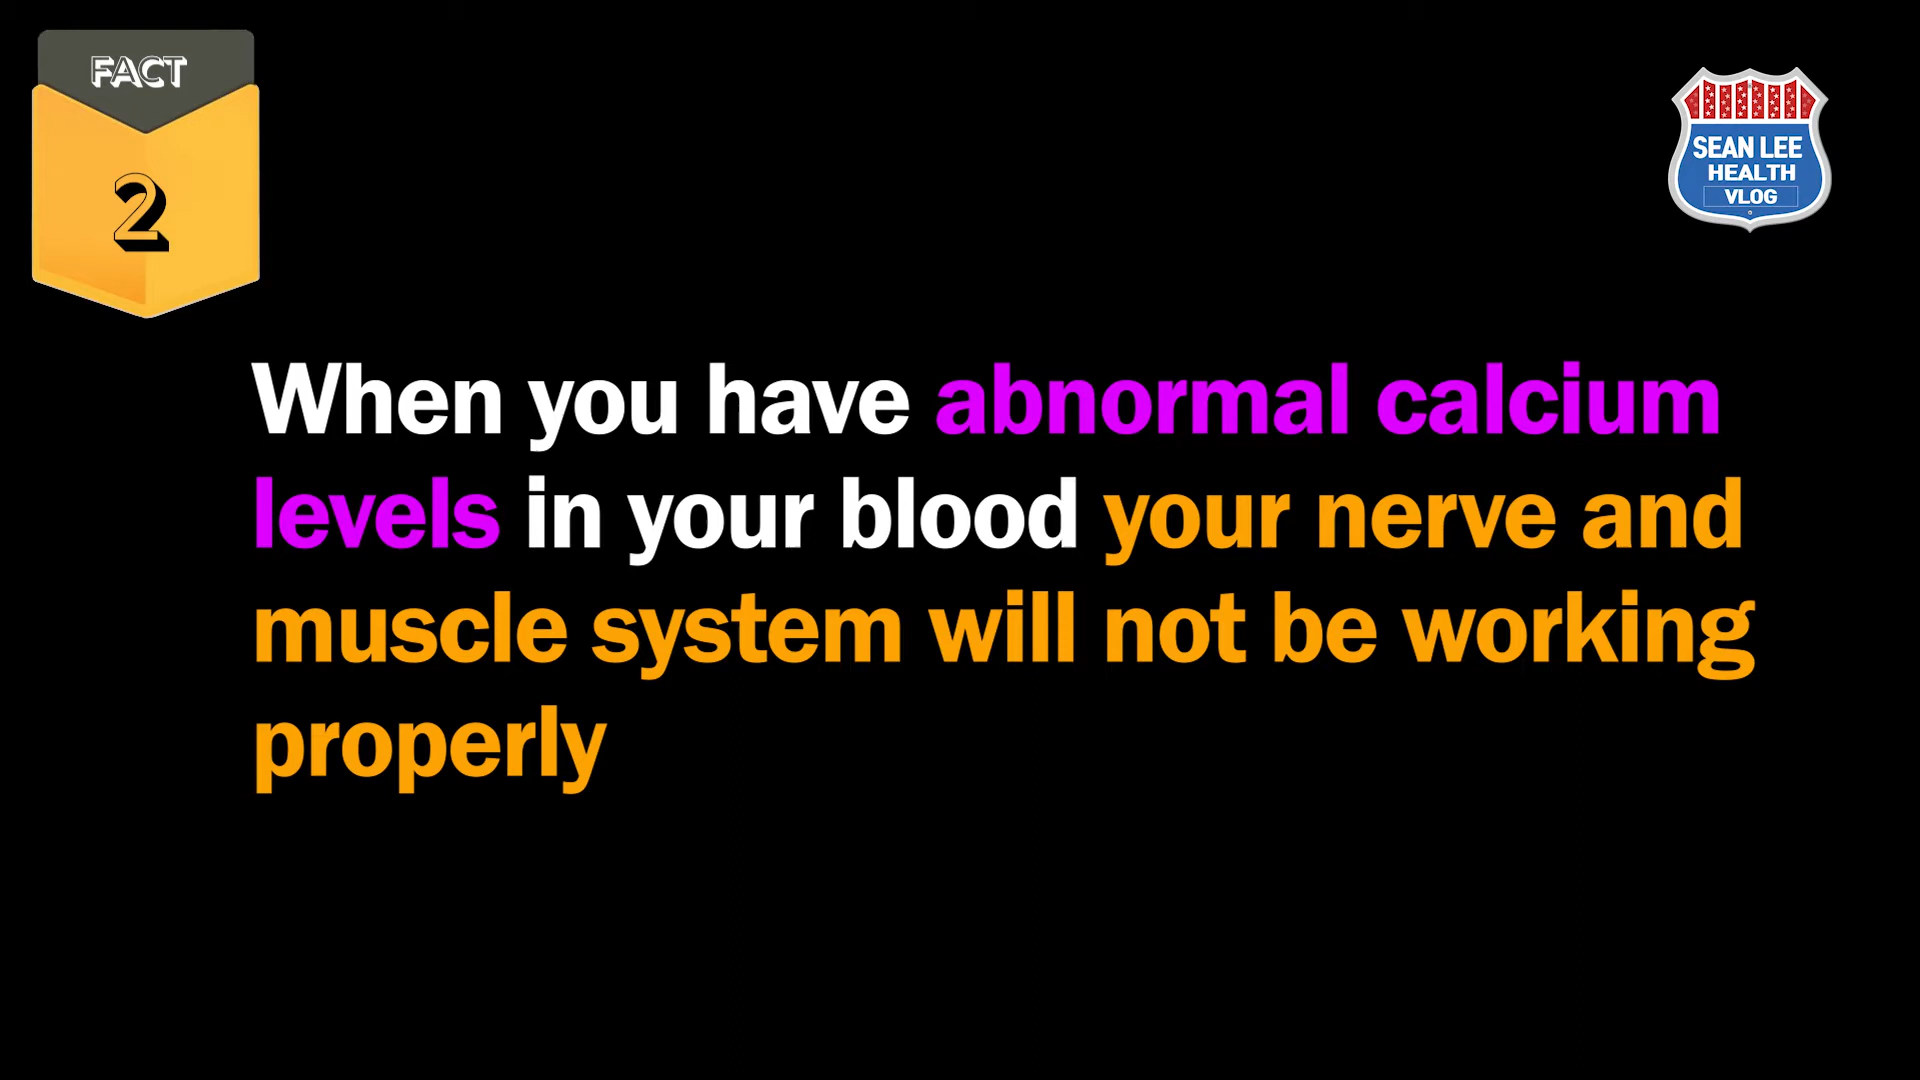 FACT
2
SEAN LEE
HEALTH
VLOG
When you have abnormal calcium
levels in your blood your nerve and
muscle system will not be working
properly